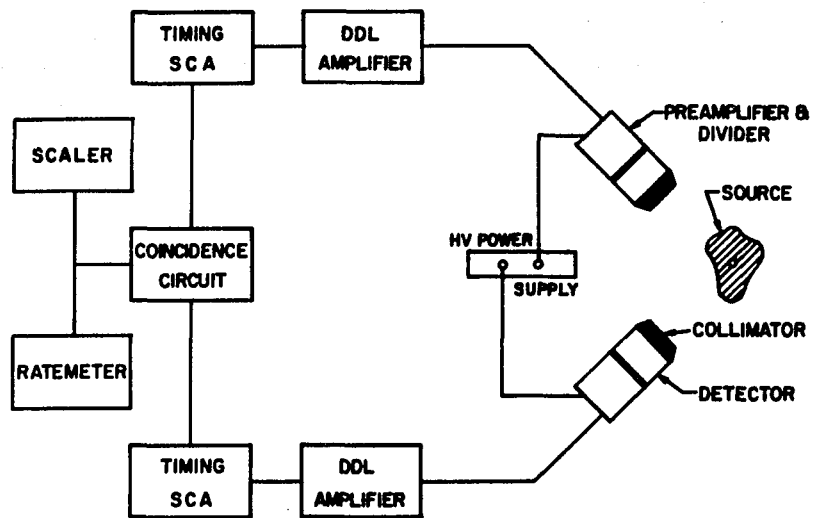 TIMING
SCA
DDL
AMPLIFIER
PREAMPLIFIER &
DIVIDER
SCALER
SOURCE
COINCIDENCE
CIRCUIT
HV POWER
SUPPLY
RATEMETER
COLLIMATOR
DETECTOR
TIMING
SCA
DDL
AMPLIFIER